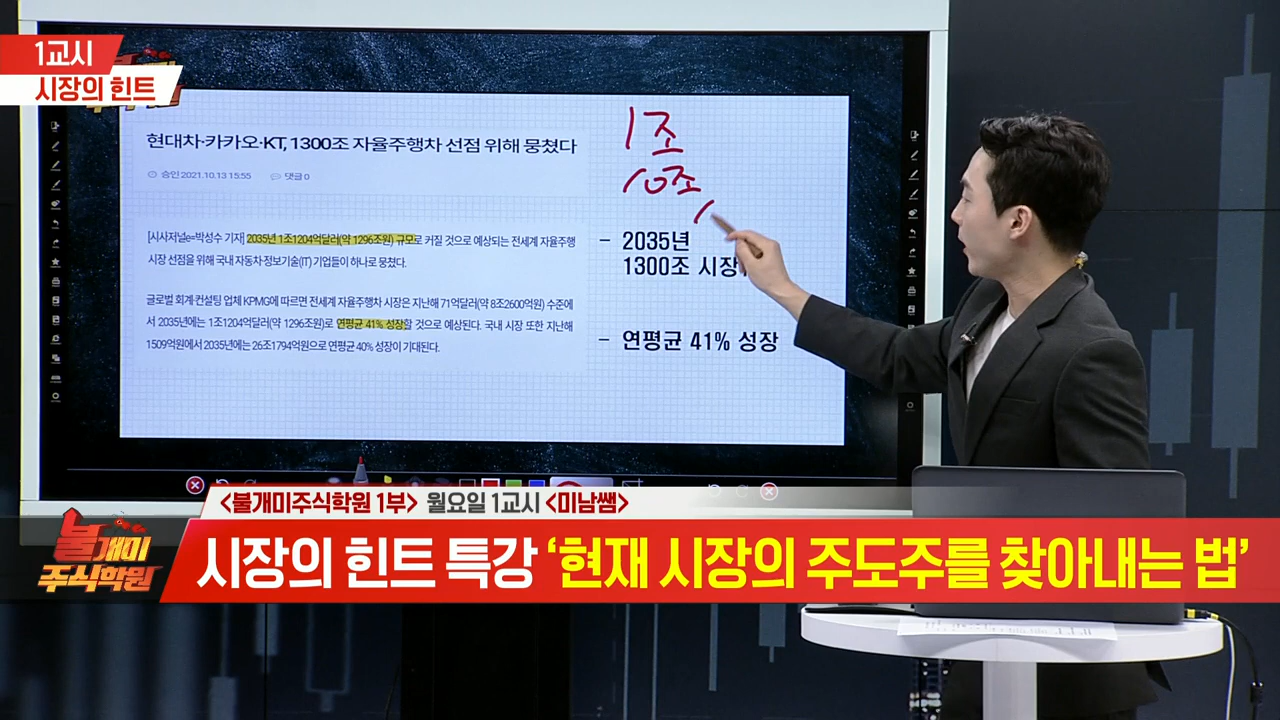 1교시
시장의 힌트
현대차·카카오·KT, 1300조 자율주행차 선점 위해 뭉쳤다
승인 2021.10.13 15:55 댓글 0
[시사저널e=박성수 기자] 2035년 1조1204억달러(약 1296조원) 규모로 커질 것으로 예상되는 전세계 자율주행
시장 선점을 위해 국내 자동차·정보기술(IT) 기업들이 하나로 뭉쳤다.
글로벌 회계·컨설팅 업체 KPMG에 따르면 전세계 자율주행차 시장은 지난해 71억달러(약 8조2600억원) 수준에
서 2035년에는 1조1204억달러(약 1296조원)로 연평균 41% 성장할 것으로 예상된다. 국내 시장 또한 지난해
1509억원에서 2035년에는 26조1794억원으로 연평균 40% 성장이 기대된다.
1조
10조
- 2035년
1300조 시장
- 연평균 41% 성장
<불개미주식학원 1부> 월요일 1교시 <미남쌤>
불개미
주식학원
시장의 힌트 특강 ‘현재 시장의 주도주를 찾아내는 법’